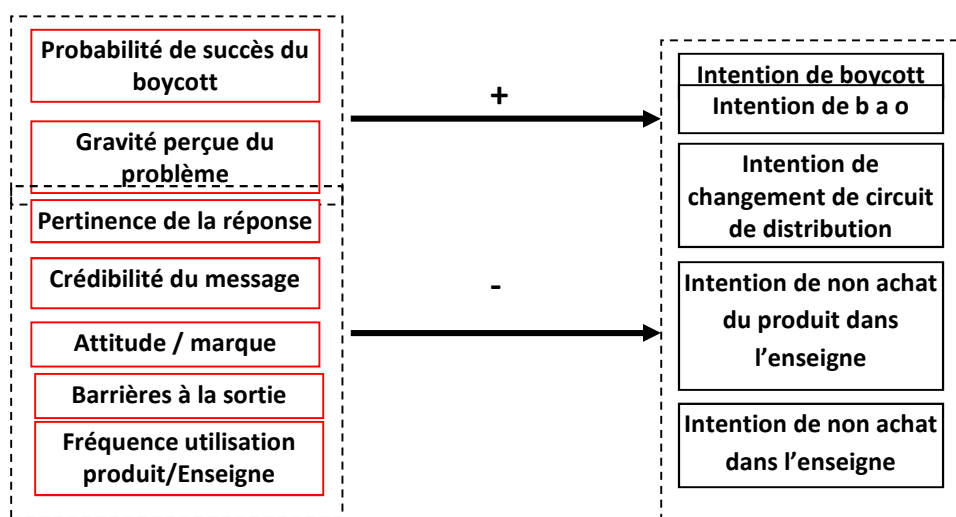 Probabilité de succès du
boycott
Gravité perçue du
problème
Pertinence de la réponse
Crédibilité du message
Attitude / marque
Barrières à la sortie
Fréquence utilisation
produit/Enseigne
+
-
Intention de boycott
Intention de b a o
Intention de
changement de circuit
de distribution
Intention de non achat
du produit dans
l’enseigne
Intention de non achat
dans l’enseigne